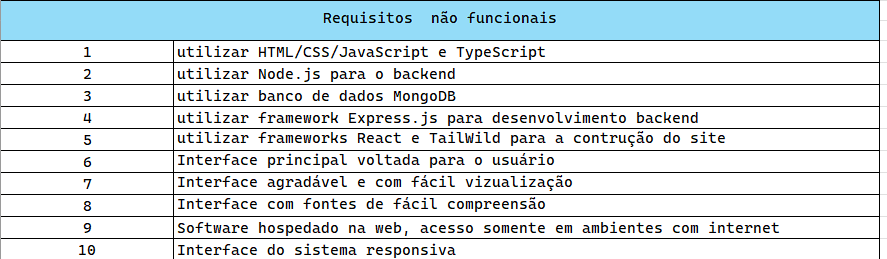 Requisitos  não funcionais
1 utilizar HTML/CSS/JavaScript e TypeScript
2 utilizar Node.js para o backend
3 utilizar banco de dados MongoDB
4 utilizar framework Express.js para desenvolvimento backend
5 utilizar frameworks React e TailWild para a contrução do site
6 Interface principal voltada para o usuário
7 Interface agradável e com fácil vizualização
8 Interface com fontes de fácil compreensão
9 Software hospedado na web, acesso somente em ambientes com internet
10 Interface do sistema responsiva